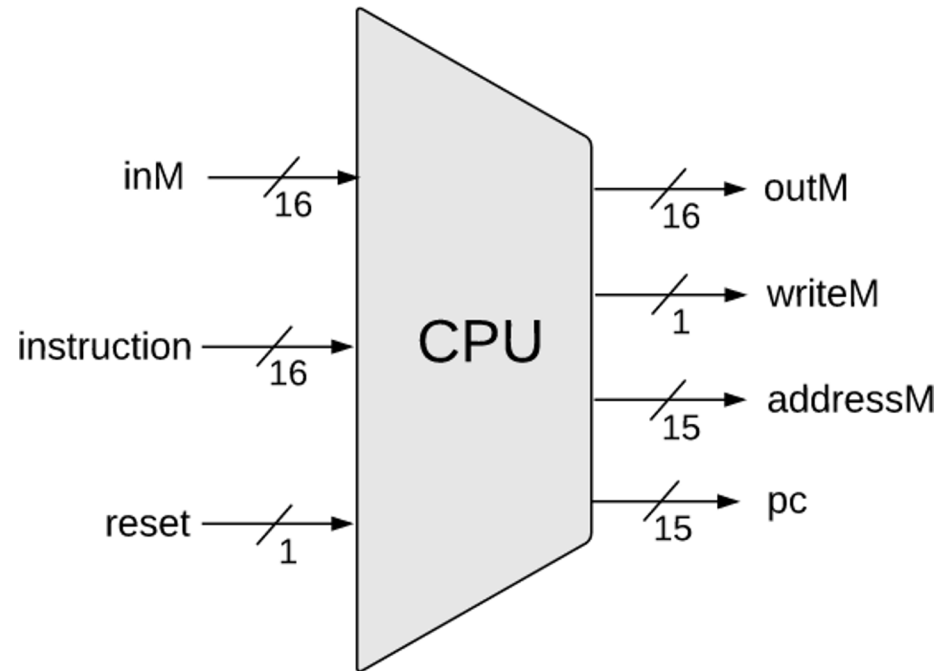 inM
16
instruction
16
reset
1
CPU
outM
16
writeM
1
addressM
15
pc
15